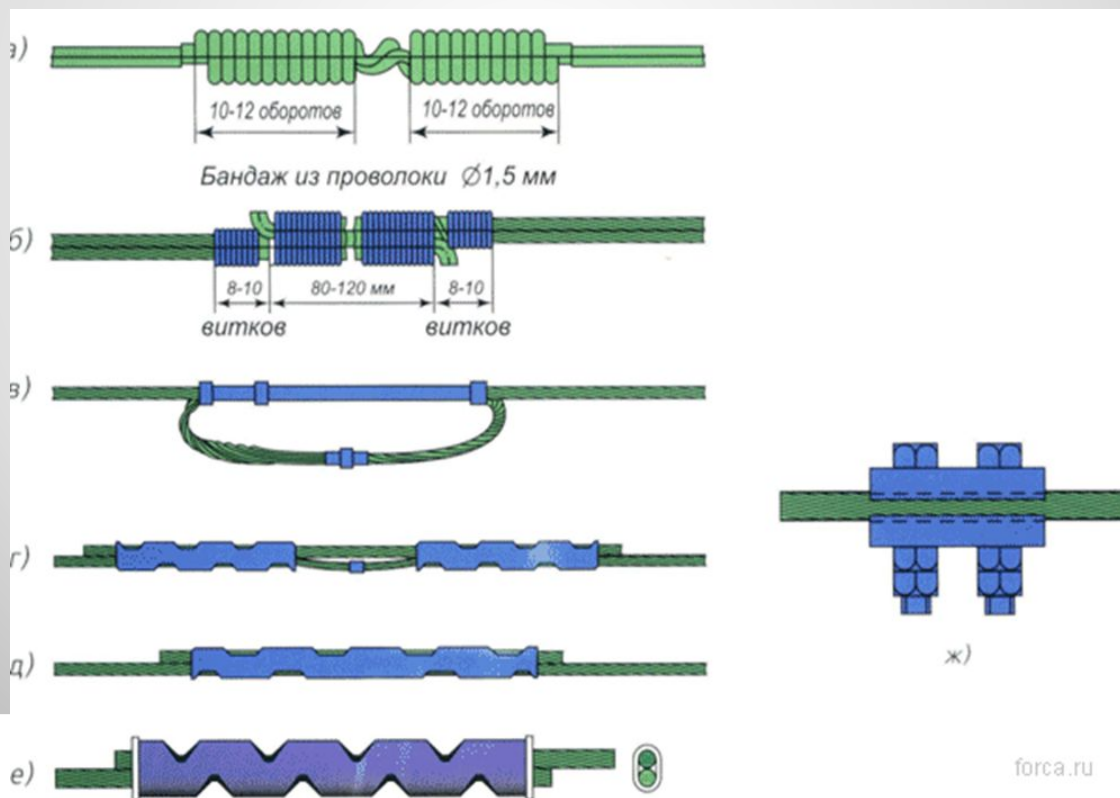 а)
10-12 оборотов 10-12 оборотов
Бандаж из проволоки Ø1,5 мм
б)
8-10 80-120 мм 8-10
витков витков
в)
г)
д)
ж)
е)
forca.ru